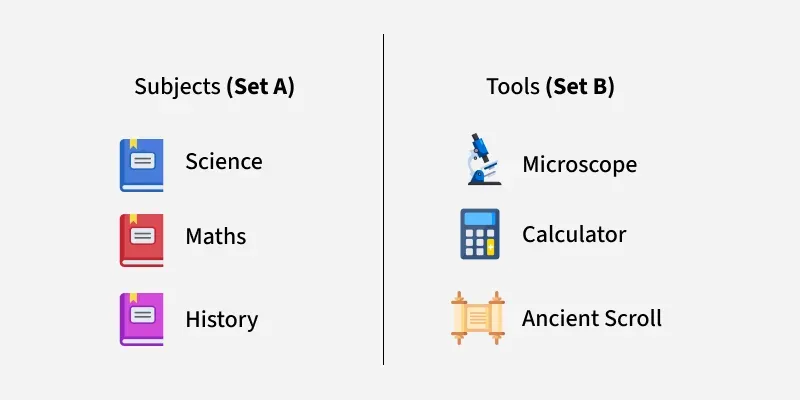 Subjects (Set A)
Science
Maths
History
Tools (Set B)
Microscope
Calculator
Ancient Scroll